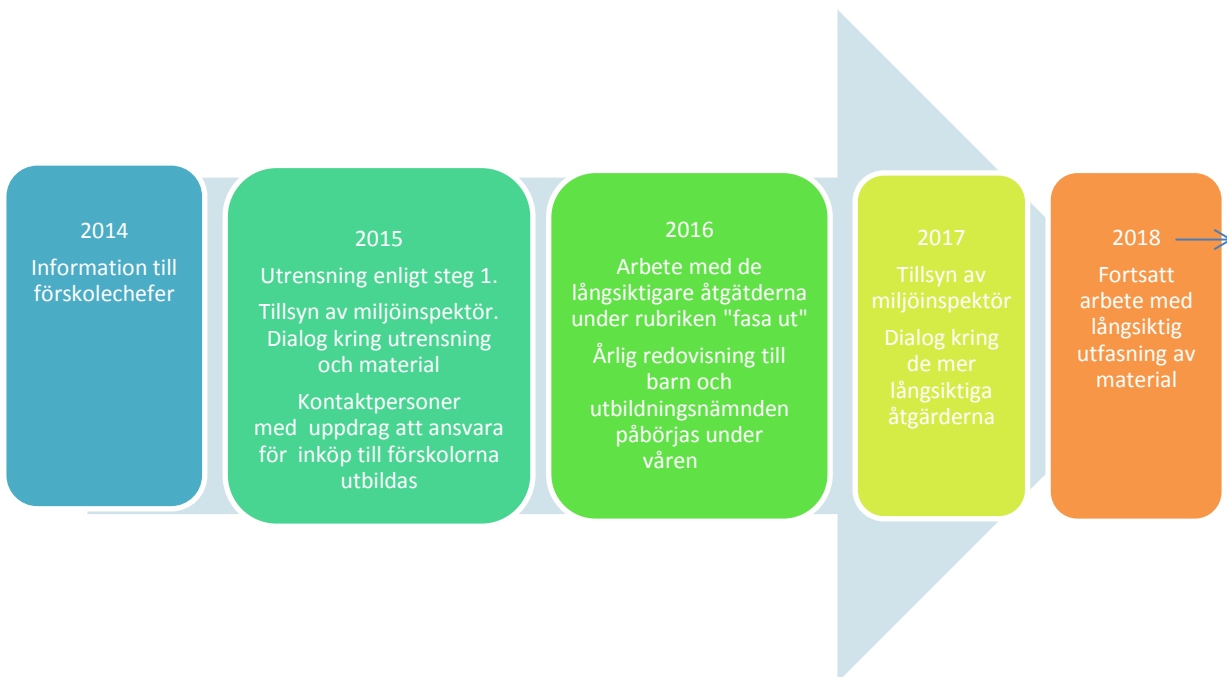 2014
Information till
förskolechefer
2015
Utrensning enligt steg 1.
Tillsyn av miljöinspektör.
Dialog kring utrensning
och material
Kontaktpersoner
med  uppdrag att ansvara
för  inköp till förskolorna
utbildas
2016
Arbete med de
långsiktigare åtgätderna
under rubriken "fasa ut"
Årlig redovisning till
barn och
utbildningsnämnden
påbörjas under
våren
2017
Tillsyn av
miljöinspektör
Dialog kring
de mer
långsiktiga
åtgärderna
2018
Fortsatt
arbete med
långsiktig
utfasning av
material